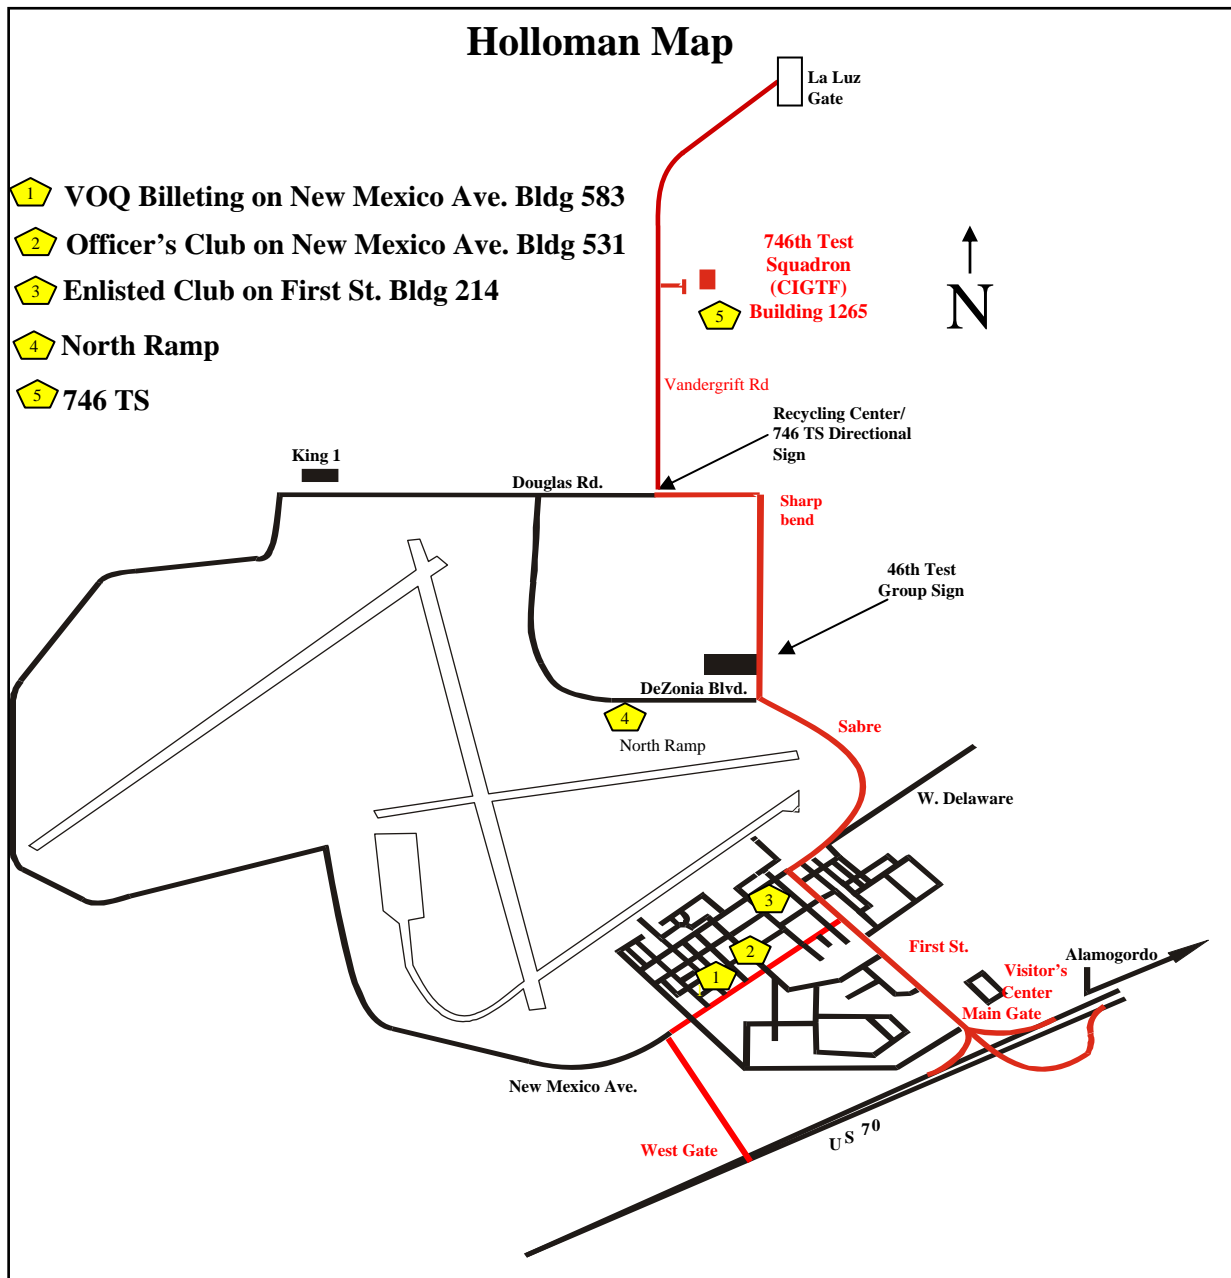 Holloman Map
La Luz
Gate
1 VOQ Billeting on New Mexico Ave. Bldg 583
2 Officer's Club on New Mexico Ave. Bldg 531
3 Enlisted Club on First St. Bldg 214
4 North Ramp
5 746 TS
746th Test
Squadron
(CIGTF)
Building 1265
5
N
Vandergrift Rd
Recycling Center/
746 TS Directional
Sign
King 1
Douglas Rd.
Sharp
bend
46th Test
Group Sign
DeZonia Blvd.
4
North Ramp
Sabre
W. Delaware
3
2
1
First St.
Alamogordo
Visitor's
Center
Main Gate
New Mexico Ave.
US 70
West Gate